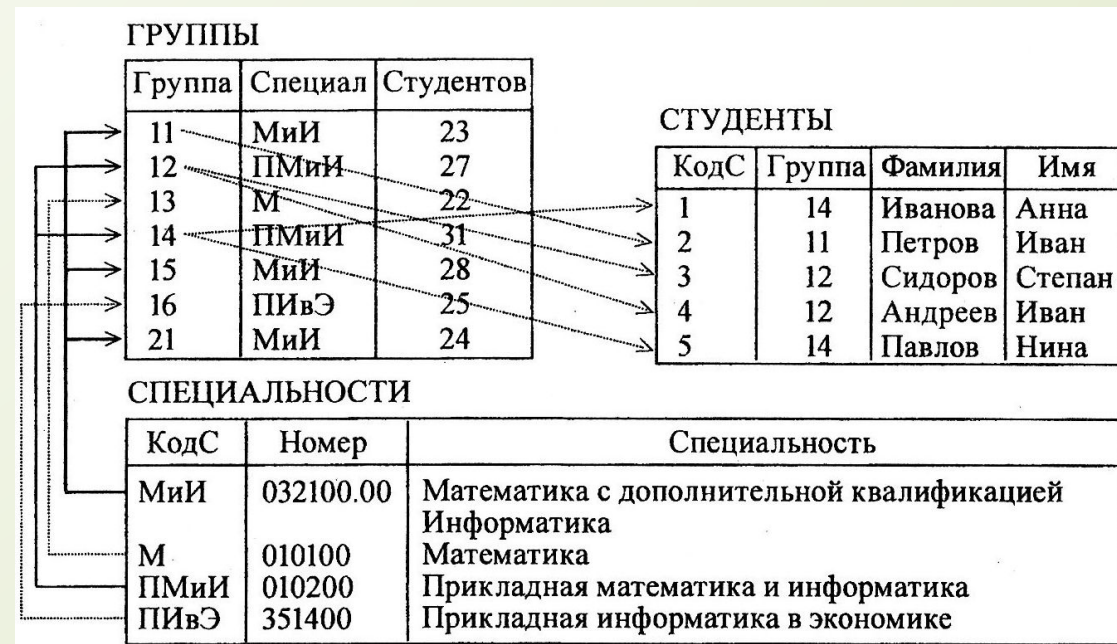 ГРУППЫ
Группа Специал Студентов
11 МиИ 23
12 ПМиИ 27
13 М 22
14 ПМиИ 31
15 МиИ 28
16 ПИвЭ 25
21 МиИ 24
СТУДЕНТЫ
КодС Группа Фамилия Имя
1 14 Иванова Анна
2 11 Петров Иван
3 12 Сидоров Степан
4 12 Андреев Иван
5 14 Павлов Нина
СПЕЦИАЛЬНОСТИ
КодС Номер Специальность
МиИ 032100.00 Математика с дополнительной квалификацией
Информатика
М 010100 Математика
ПМиИ 010200 Прикладная математика и информатика
ПИвЭ 351400 Прикладная информатика в экономике